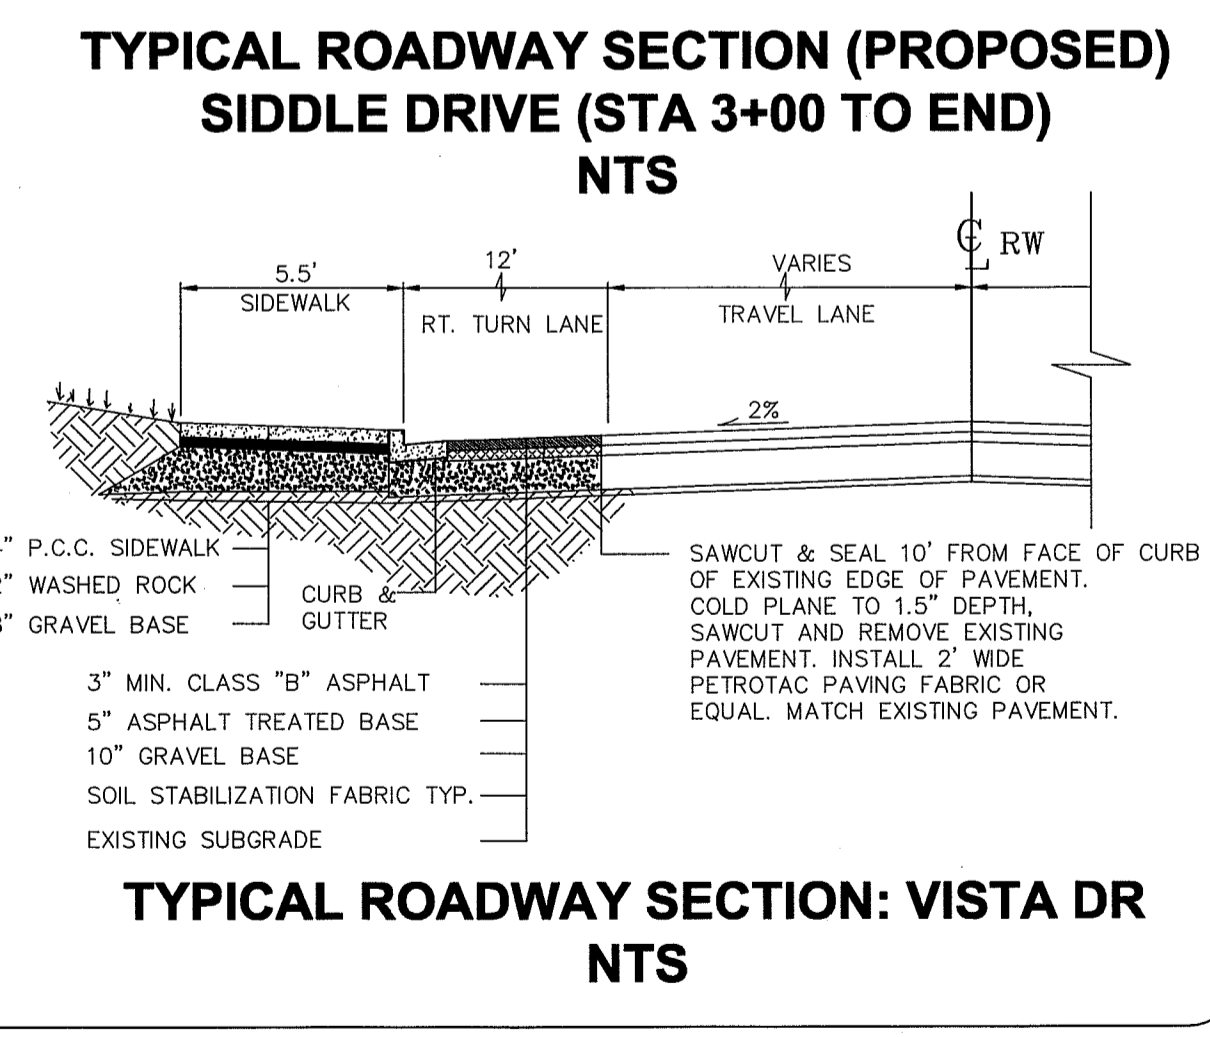 TYPICAL ROADWAY SECTION (PROPOSED)
SIDDLE DRIVE (STA 3+00 TO END)
NTS
℄ RW
5.5'
SIDEWALK
12'
RT. TURN LANE
VARIES
TRAVEL LANE
2%
" P.C.C. SIDEWALK
" WASHED ROCK
" GRAVEL BASE
CURB &
GUTTER
3" MIN. CLASS "B" ASPHALT
5" ASPHALT TREATED BASE
10" GRAVEL BASE
SOIL STABILIZATION FABRIC TYP.
EXISTING SUBGRADE
SAWCUT & SEAL 10' FROM FACE OF CURB
OF EXISTING EDGE OF PAVEMENT.
COLD PLANE TO 1.5" DEPTH,
SAWCUT AND REMOVE EXISTING
PAVEMENT. INSTALL 2' WIDE
PETROTAC PAVING FABRIC OR
EQUAL. MATCH EXISTING PAVEMENT.
TYPICAL ROADWAY SECTION: VISTA DR
NTS